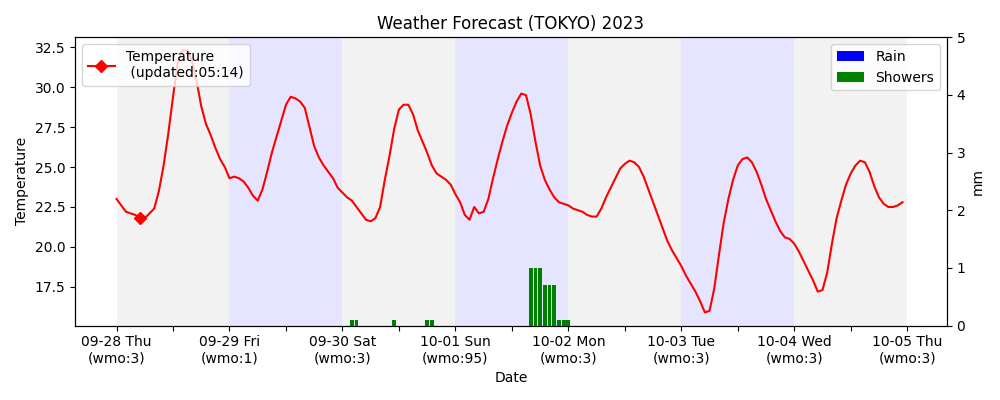 Weather Forecast (TOKYO) 2023
Temperature
(updated:05:14)
Rain
Showers
32.5
30.0
27.5
25.0
22.5
20.0
17.5
Temperature
5
4
3
2
1
0
mm
09-28 Thu
(wmo:3)
09-29 Fri
(wmo:1)
09-30 Sat
(wmo:3)
10-01 Sun
(wmo:95)
10-02 Mon
(wmo:3)
10-03 Tue
(wmo:3)
10-04 Wed
(wmo:3)
10-05 Thu
(wmo:3)
Date